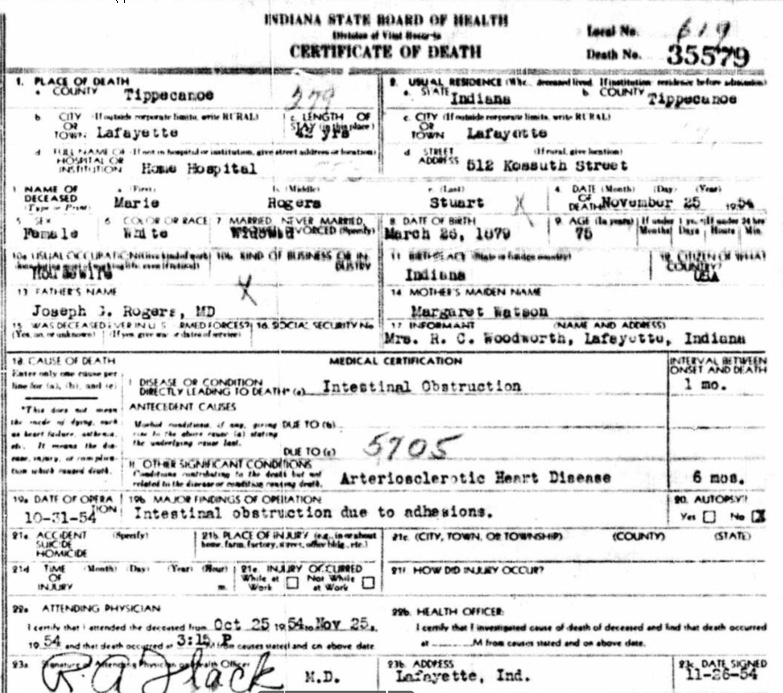 INDIANA STATE BOARD OF HEALTH
Division of Vital Records
CERTIFICATE OF DEATH
Local No. 619
Death No. 35579
1. PLACE OF DEATH
a. COUNTY Tippecanoe
2. USUAL RESIDENCE (Where deceased lived. If institution: residence before admission)
a. STATE Indiana b. COUNTY Tippecanoe
b. CITY (If outside corporate limits, write RURAL) OR TOWN Lafayette
c. LENGTH OF STAY (in this place) 42 yrs
c. CITY (If outside corporate limits, write RURAL) OR TOWN Lafayette
d. FULL NAME OF (If not in hospital or institution, give street address or location) HOSPITAL OR INSTITUTION Home Hospital
d. STREET ADDRESS (If rural, give location) 512 Kossuth Street
3. NAME OF DECEASED (Type or Print) a. (First) Marie b. (Middle) Rogers c. (Last) Stuart
4. DATE OF DEATH (Month) (Day) (Year) November 25 1954
5. SEX Female
6. COLOR OR RACE White
7. MARRIED, NEVER MARRIED, WIDOWED, DIVORCED (Specify) Widowed
8. DATE OF BIRTH March 26, 1879
9. AGE (In years) 75 If under 1 yr. Months Days If under 24 hrs Hours Min.
10a. USUAL OCCUPATION (Give kind of work done during most of working life, even if retired) Housewife
10b. KIND OF BUSINESS OR INDUSTRY
11. BIRTHPLACE (State or foreign country) Indiana
12. CITIZEN OF WHAT COUNTRY? USA
13. FATHER'S NAME
Joseph G. Rogers, MD
14. MOTHER'S MAIDEN NAME
Margaret Watson
15. WAS DECEASED EVER IN U.S. ARMED FORCES? (Yes, no, or unknown) (If yes, give war or dates of service)
16. SOCIAL SECURITY No
17. INFORMANT (NAME AND ADDRESS)
Mrs. R. C. Woodworth, Lafayette, Indiana
18. CAUSE OF DEATH
Enter only one cause per line for (a), (b), and (c)
*This does not mean the mode of dying, such as heart failure, asthenia, etc. It means the disease, injury, or complication which caused death.
MEDICAL CERTIFICATION
INTERVAL BETWEEN ONSET AND DEATH
I. DISEASE OR CONDITION DIRECTLY LEADING TO DEATH* (a) Intestinal Obstruction 1 mo.
ANTECEDENT CAUSES
Morbid conditions, if any, giving rise to the above cause (a) stating the underlying cause last.
DUE TO (b)
DUE TO (c)
5705
II. OTHER SIGNIFICANT CONDITIONS
Conditions contributing to the death but not related to the disease or condition causing death.
Arteriosclerotic Heart Disease 6 mos.
19a. DATE OF OPERATION
10-31-54
19b. MAJOR FINDINGS OF OPERATION
Intestinal obstruction due to adhesions.
20. AUTOPSY?
Yes No X
21a. ACCIDENT SUICIDE HOMICIDE (Specify)
21b. PLACE OF INJURY (e.g., in or about home, farm, factory, street, office bldg., etc.)
21c. (CITY, TOWN, OR TOWNSHIP) (COUNTY) (STATE)
21d. TIME OF INJURY (Month) (Day) (Year) (Hour) m.
21e. INJURY OCCURRED
While at Work Not While at Work
21f. HOW DID INJURY OCCUR?
22a. ATTENDING PHYSICIAN
I certify that I attended the deceased from Oct 25 1954 to Nov 25, 1954 and that death occurred at 3:15 P M from causes stated and on above date.
22b. HEALTH OFFICER:
I certify that I investigated cause of death of deceased and find that death occurred at M from causes stated and on above date.
23a. Signature of Attending Physician or Health Officer
R A Flack M.D.
23b. ADDRESS
Lafayette, Ind.
23c. DATE SIGNED
11-26-54